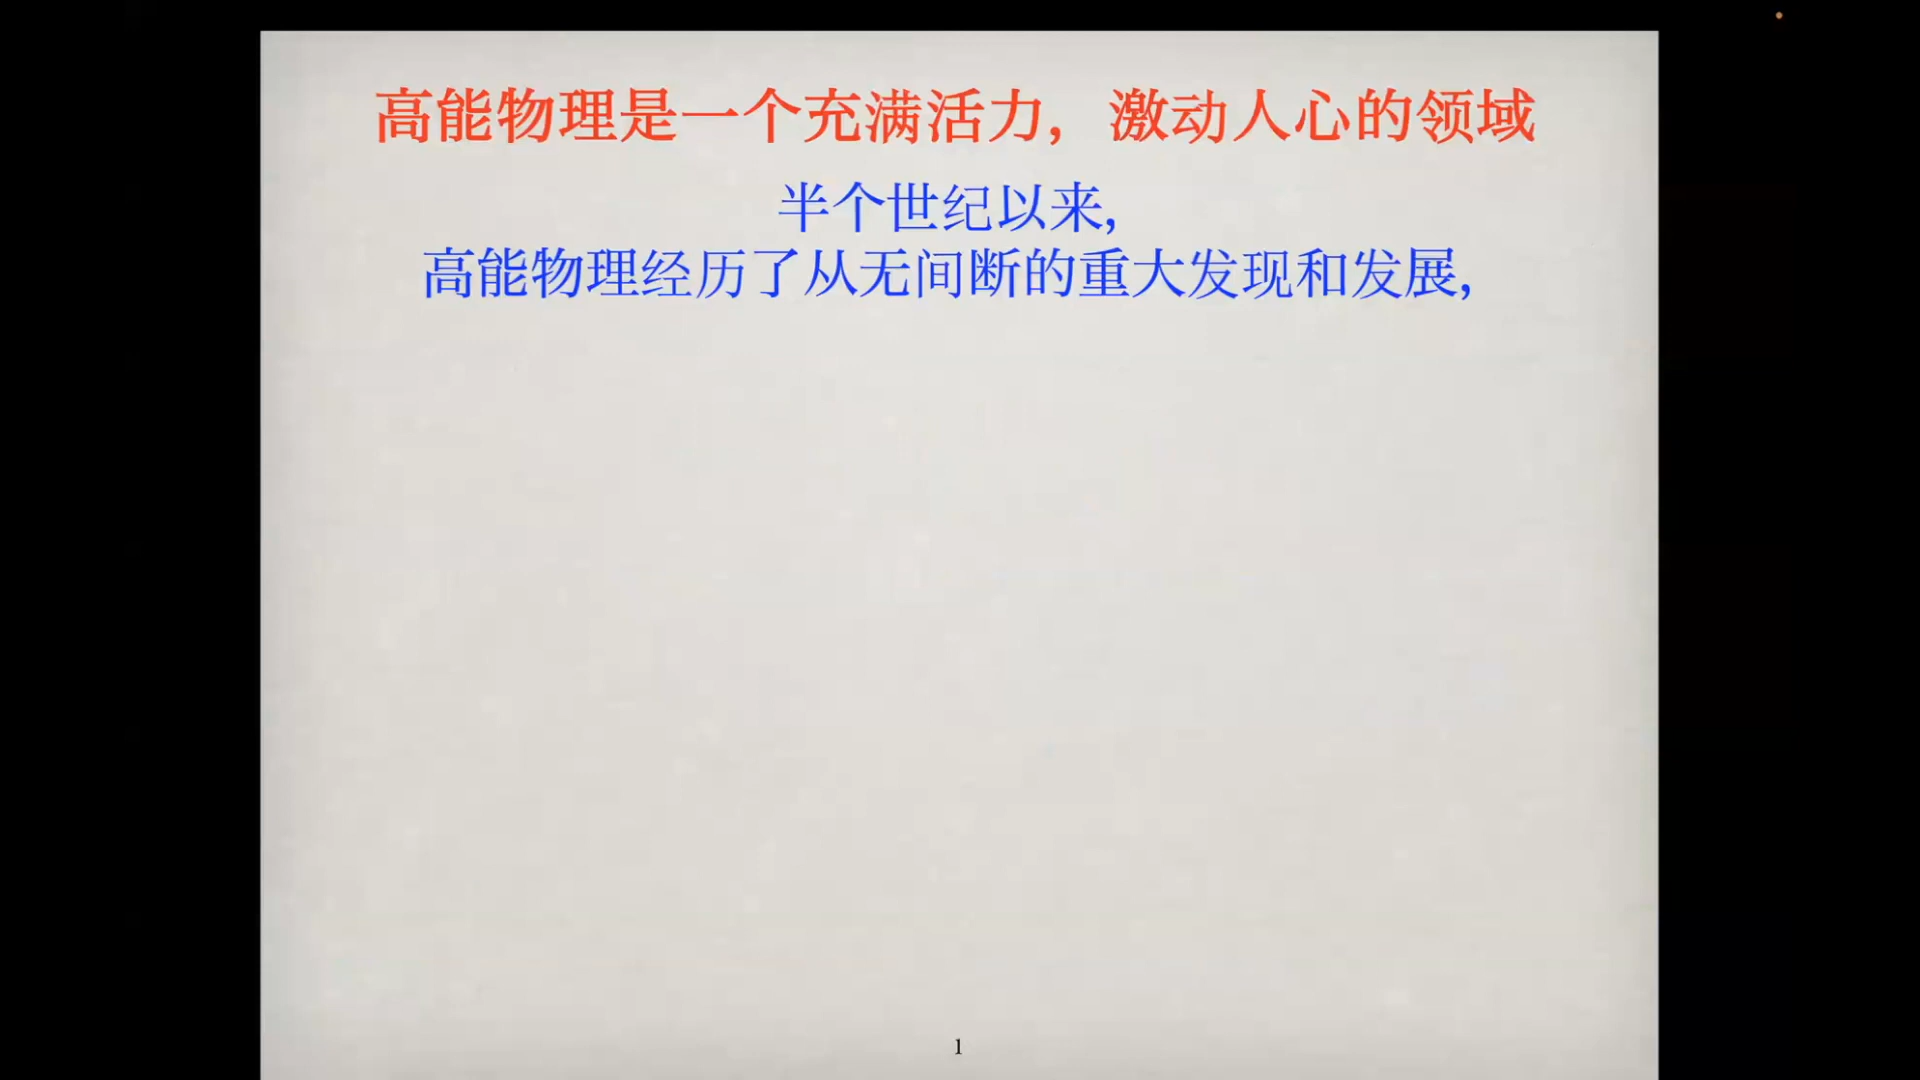 高能物理是一个充满活力，激动人心的领域
半个世纪以来,
高能物理经历了从无间断的重大发现和发展,
1